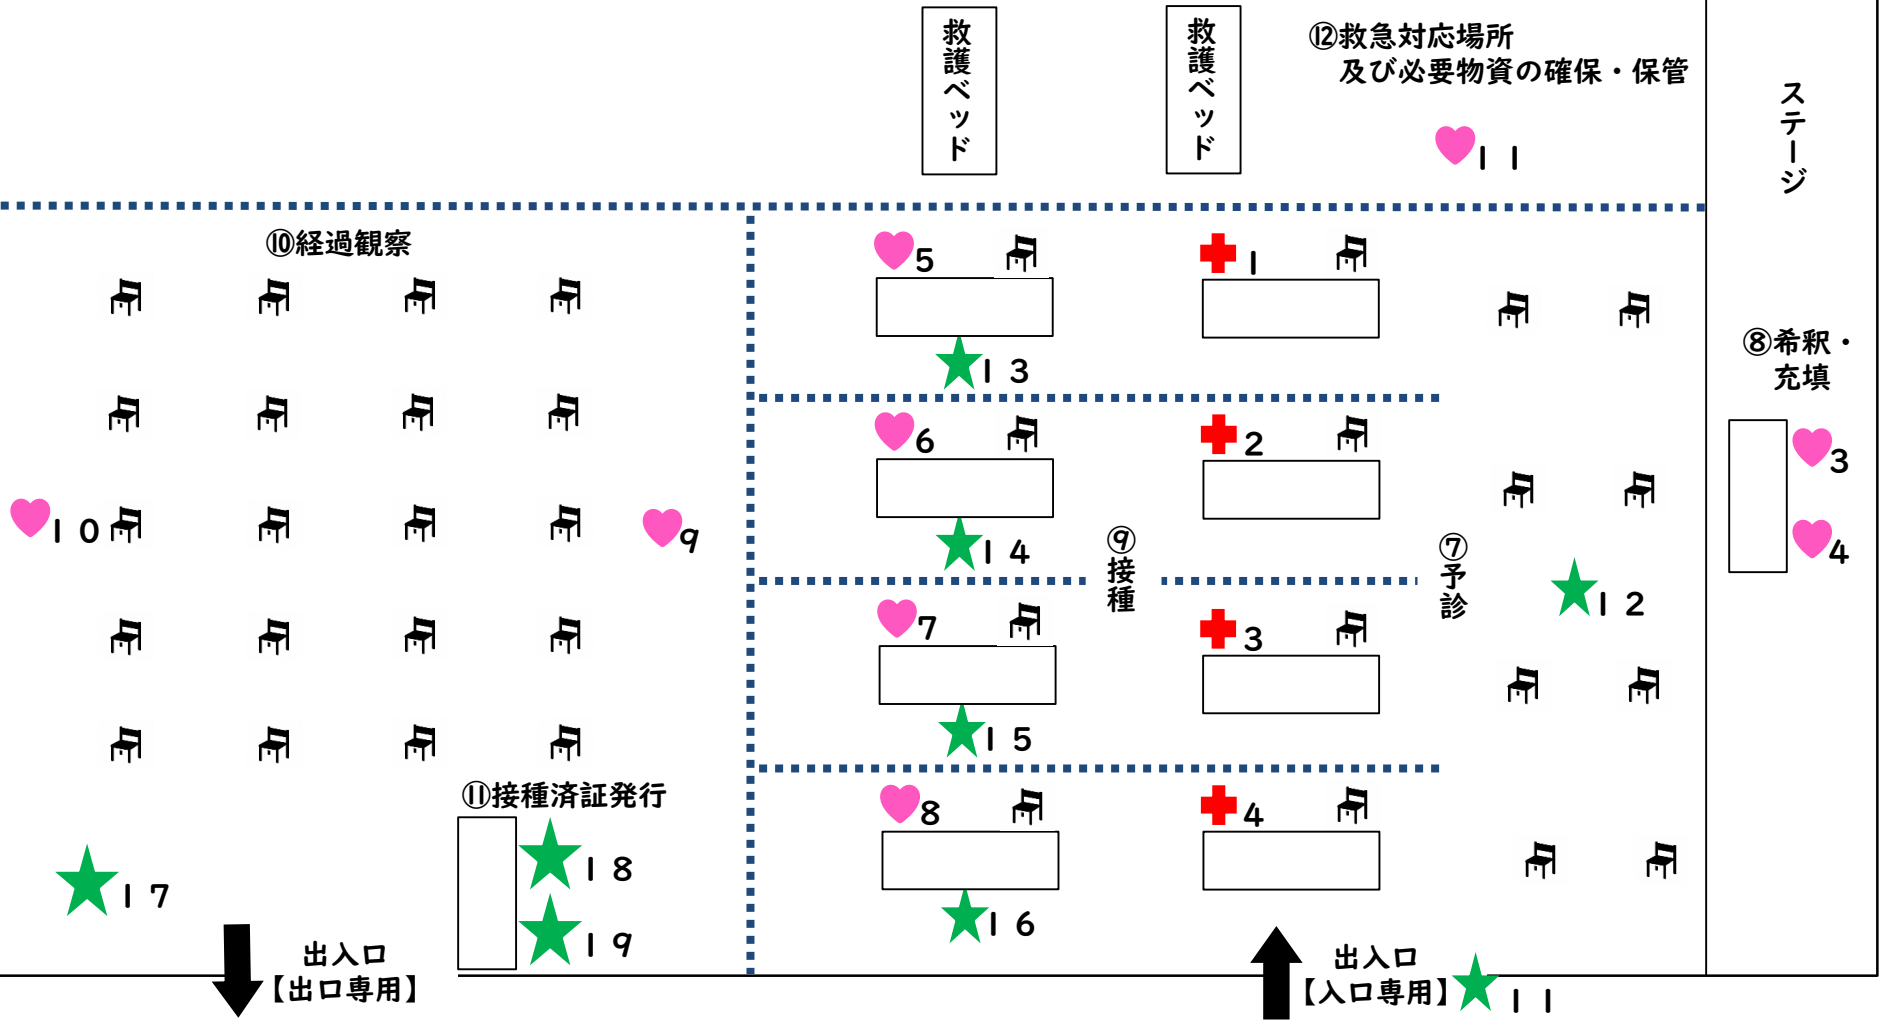 救護ベッド
救護ベッド
⑫救急対応場所
及び必要物資の確保・保管
１１
ステージ
⑩経過観察
５
１
１３
⑧希釈・
充填
６
２
３
１０
９
１４
⑨接種
⑦予診
４
１２
７
３
１５
⑪接種済証発行
８
４
１８
１７
１６
１９
出入口
【出口専用】
出入口
【入口専用】
１１